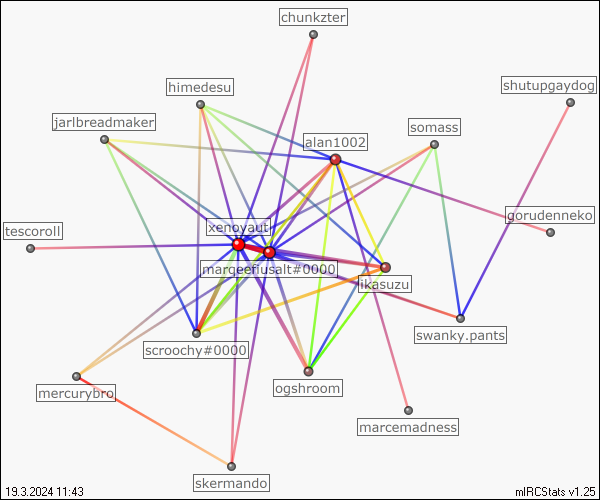 chunkzter
himedesu
shutupgaydog
jarlbreadmaker
somass
alan1002
gorudenneko
xenoyaut
tescoroll
margeefiusalt#0000
ikasuzu
swanky.pants
scroochy#0000
ogshroom
mercurybro
marcemadness
skermando
19.3.2024 11:43
mIRCStats v1.25